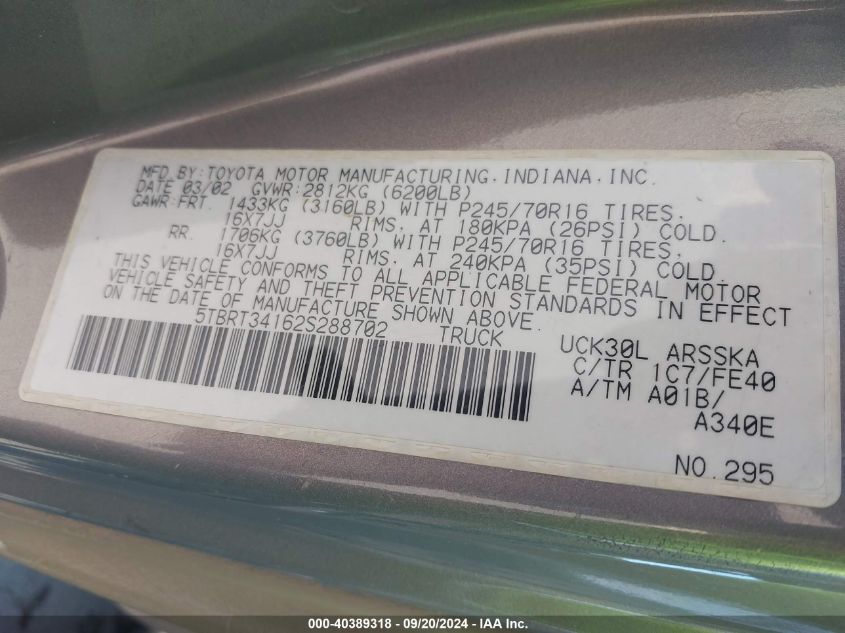 MFD. BY: TOYOTA MOTOR MANUFACTURING. INDIANA. INC.
DATE 03/02 GVWR: 2812KG (6200LB)
GAWR: FRT. 1433KG (3160LB) WITH P245/70R16 TIRES.
16X7JJ RIMS. AT 180KPA (26PSI) COLD.
RR. 1706KG (3760LB) WITH P245/70R16 TIRES.
16X7JJ RIMS. AT 240KPA (35PSI) COLD.
THIS VEHICLE CONFORMS TO ALL APPLICABLE FEDERAL MOTOR
VEHICLE SAFETY AND THEFT PREVENTION STANDARDS IN EFFECT
ON THE DATE OF MANUFACTURE SHOWN ABOVE.
5TBRT34162S288702 TRUCK
UCK30L ARSSKA
C/TR 1C7/FE40
A/TM A01B/
A340E
NO. 295
000-40389318 - 09/20/2024 - IAAI.com